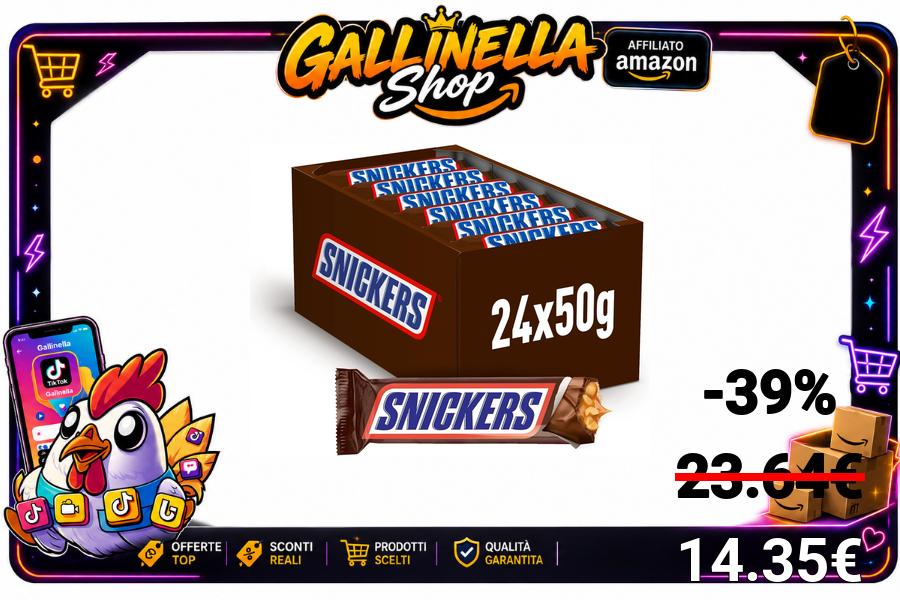 GALLINELLA
Shop
AFFILIATO
amazon
SNICKERS
SNICKERS
SNICKERS
SNICKERS
SNICKERS
SNICKERS
SNICKERS
24x50g
SNICKERS
Gallinella
TikTok
Gallinella
-39%
23.64€
14.35€
OFFERTE
TOP
SCONTI
REALI
PRODOTTI
SCELTI
QUALITÀ
GARANTITA